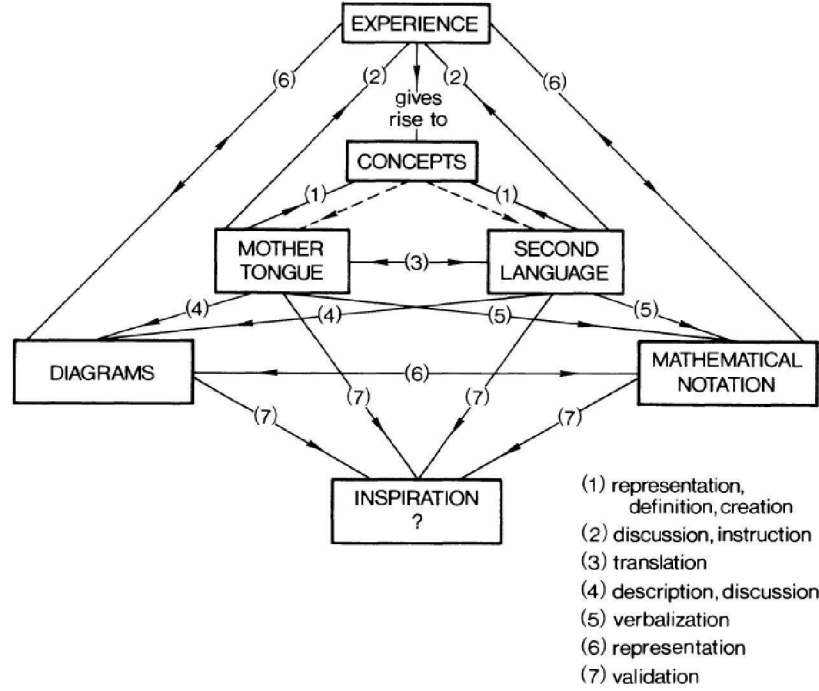 EXPERIENCE
(6)
(2)
(2)
(6)
gives
rise to
CONCEPTS
(1)
(1)
MOTHER
TONGUE
(3)
SECOND
LANGUAGE
(4)
(4)
(5)
(5)
DIAGRAMS
(6)
MATHEMATICAL
NOTATION
(7)
(7)
(7)
(7)
INSPIRATION
?
(1) representation,
definition, creation
(2) discussion, instruction
(3) translation
(4) description, discussion
(5) verbalization
(6) representation
(7) validation